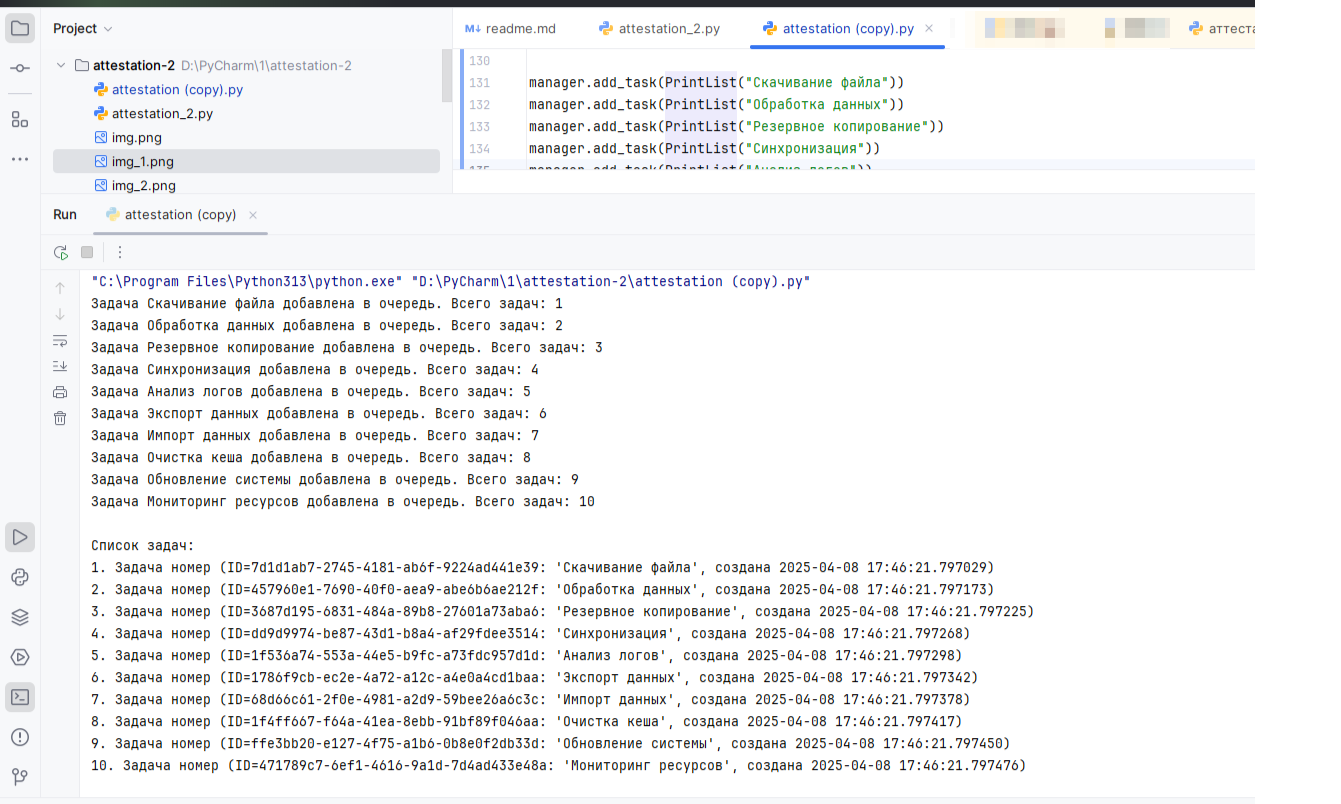 Project
readme.md
attestation_2.py
attestation (copy).py
аттеста
attestation-2 D:\PyCharm\1\attestation-2
attestation (copy).py
attestation_2.py
img.png
img_1.png
img_2.png
130
131 manager.add_task(PrintList("Скачивание файла"))
132 manager.add_task(PrintList("Обработка данных"))
133 manager.add_task(PrintList("Резервное копирование"))
134 manager.add_task(PrintList("Синхронизация"))
135 manager.add_task(PrintList("Анализ логов"))
Run attestation (copy)
"C:\Program Files\Python313\python.exe" "D:\PyCharm\1\attestation-2\attestation (copy).py"
Задача Скачивание файла добавлена в очередь. Всего задач: 1
Задача Обработка данных добавлена в очередь. Всего задач: 2
Задача Резервное копирование добавлена в очередь. Всего задач: 3
Задача Синхронизация добавлена в очередь. Всего задач: 4
Задача Анализ логов добавлена в очередь. Всего задач: 5
Задача Экспорт данных добавлена в очередь. Всего задач: 6
Задача Импорт данных добавлена в очередь. Всего задач: 7
Задача Очистка кеша добавлена в очередь. Всего задач: 8
Задача Обновление системы добавлена в очередь. Всего задач: 9
Задача Мониторинг ресурсов добавлена в очередь. Всего задач: 10
Список задач:
1. Задача номер (ID=7d1d1ab7-2745-4181-ab6f-9224ad441e39: 'Скачивание файла', создана 2025-04-08 17:46:21.797029)
2. Задача номер (ID=457960e1-7690-40f0-aea9-abe6b6ae212f: 'Обработка данных', создана 2025-04-08 17:46:21.797173)
3. Задача номер (ID=3687d195-6831-484a-89b8-27601a73aba6: 'Резервное копирование', создана 2025-04-08 17:46:21.797225)
4. Задача номер (ID=dd9d9974-be87-43d1-b8a4-af29fdee3514: 'Синхронизация', создана 2025-04-08 17:46:21.797268)
5. Задача номер (ID=1f536a74-553a-44e5-b9fc-a73fdc957d1d: 'Анализ логов', создана 2025-04-08 17:46:21.797298)
6. Задача номер (ID=1786f9cb-ec2e-4a72-a12c-a4e0a4cd1baa: 'Экспорт данных', создана 2025-04-08 17:46:21.797342)
7. Задача номер (ID=68d66c61-2f0e-4981-a2d9-59bee26a6c3c: 'Импорт данных', создана 2025-04-08 17:46:21.797378)
8. Задача номер (ID=1f4ff667-f64a-41ea-8ebb-91bf89f046aa: 'Очистка кеша', создана 2025-04-08 17:46:21.797417)
9. Задача номер (ID=ffe3bb20-e127-4f75-a1b6-0b8e0f2db33d: 'Обновление системы', создана 2025-04-08 17:46:21.797450)
10. Задача номер (ID=471789c7-6ef1-4616-9a1d-7d4ad433e48a: 'Мониторинг ресурсов', создана 2025-04-08 17:46:21.797476)